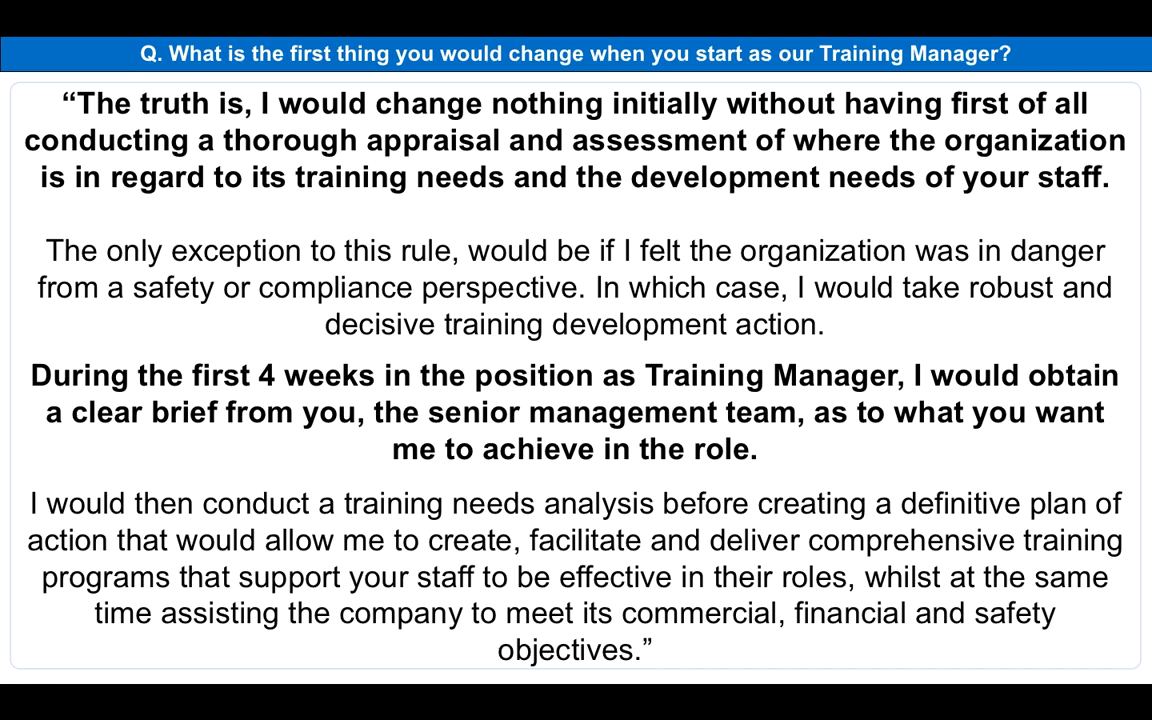 Q. What is the first thing you would change when you start as our Training Manager?
“The truth is, I would change nothing initially without having first of all
conducting a thorough appraisal and assessment of where the organization
is in regard to its training needs and the development needs of your staff.
The only exception to this rule, would be if I felt the organization was in danger
from a safety or compliance perspective. In which case, I would take robust and
decisive training development action.
During the first 4 weeks in the position as Training Manager, I would obtain
a clear brief from you, the senior management team, as to what you want
me to achieve in the role.
I would then conduct a training needs analysis before creating a definitive plan of
action that would allow me to create, facilitate and deliver comprehensive training
programs that support your staff to be effective in their roles, whilst at the same
time assisting the company to meet its commercial, financial and safety
objectives.”